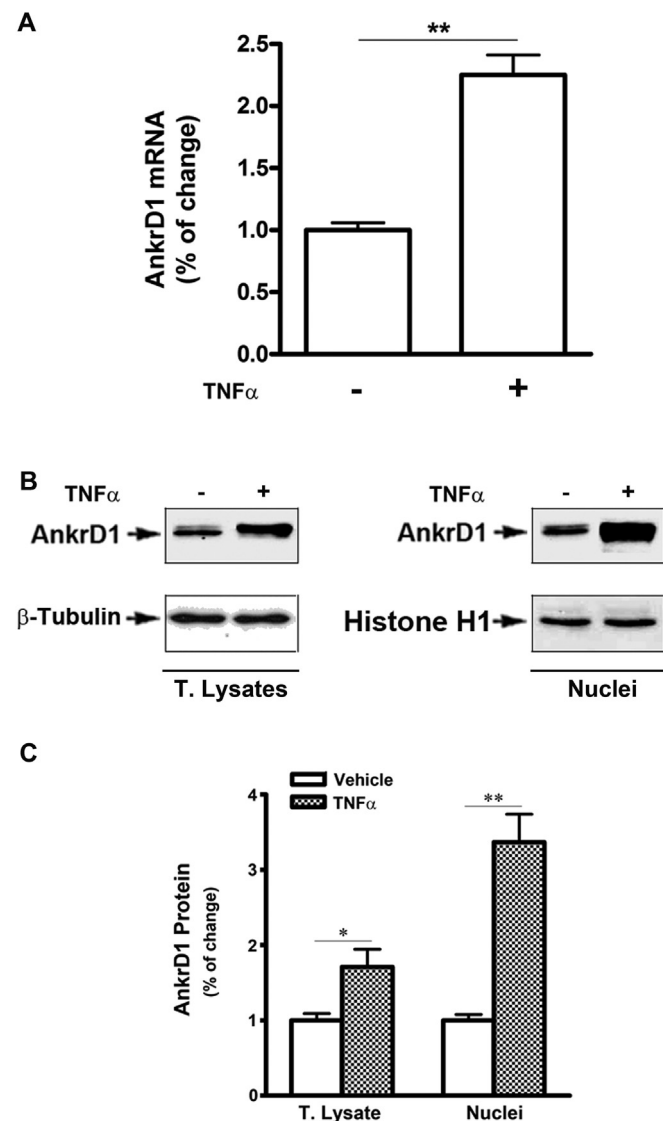 A
**
AnkrD1 mRNA
(% of change)
2.5
2.0
1.5
1.0
0.5
0.0
TNFα - +
B
TNFα - +
AnkrD1
β-Tubulin
T. Lysates
TNFα - +
AnkrD1
Histone H1
Nuclei
C
Vehicle
TNFα
AnkrD1 Protein
(% of change)
4
3
2
1
0
*
**
T. Lysate Nuclei